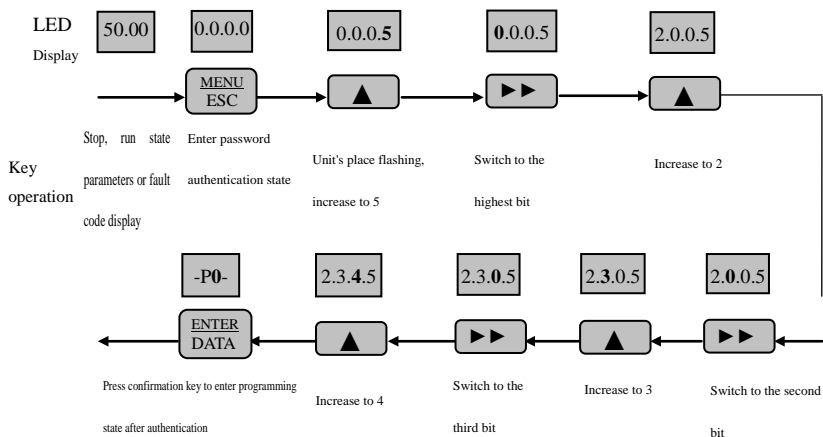 LED
Display
50.00
0.0.0.0
0.0.0.5
0.0.0.5
2.0.0.5
MENU
ESC
▲
►►
▲
Key
operation
Stop, run state
parameters or fault
code display
Enter password
authentication state
Unit's place flashing,
increase to 5
Switch to the
highest bit
Increase to 2
-P0-
2.3.4.5
2.3.0.5
2.3.0.5
2.0.0.5
ENTER
DATA
▲
►►
▲
►►
Press confirmation key to enter programming
state after authentication
Increase to 4
Switch to the
third bit
Increase to 3
Switch to the second
bit